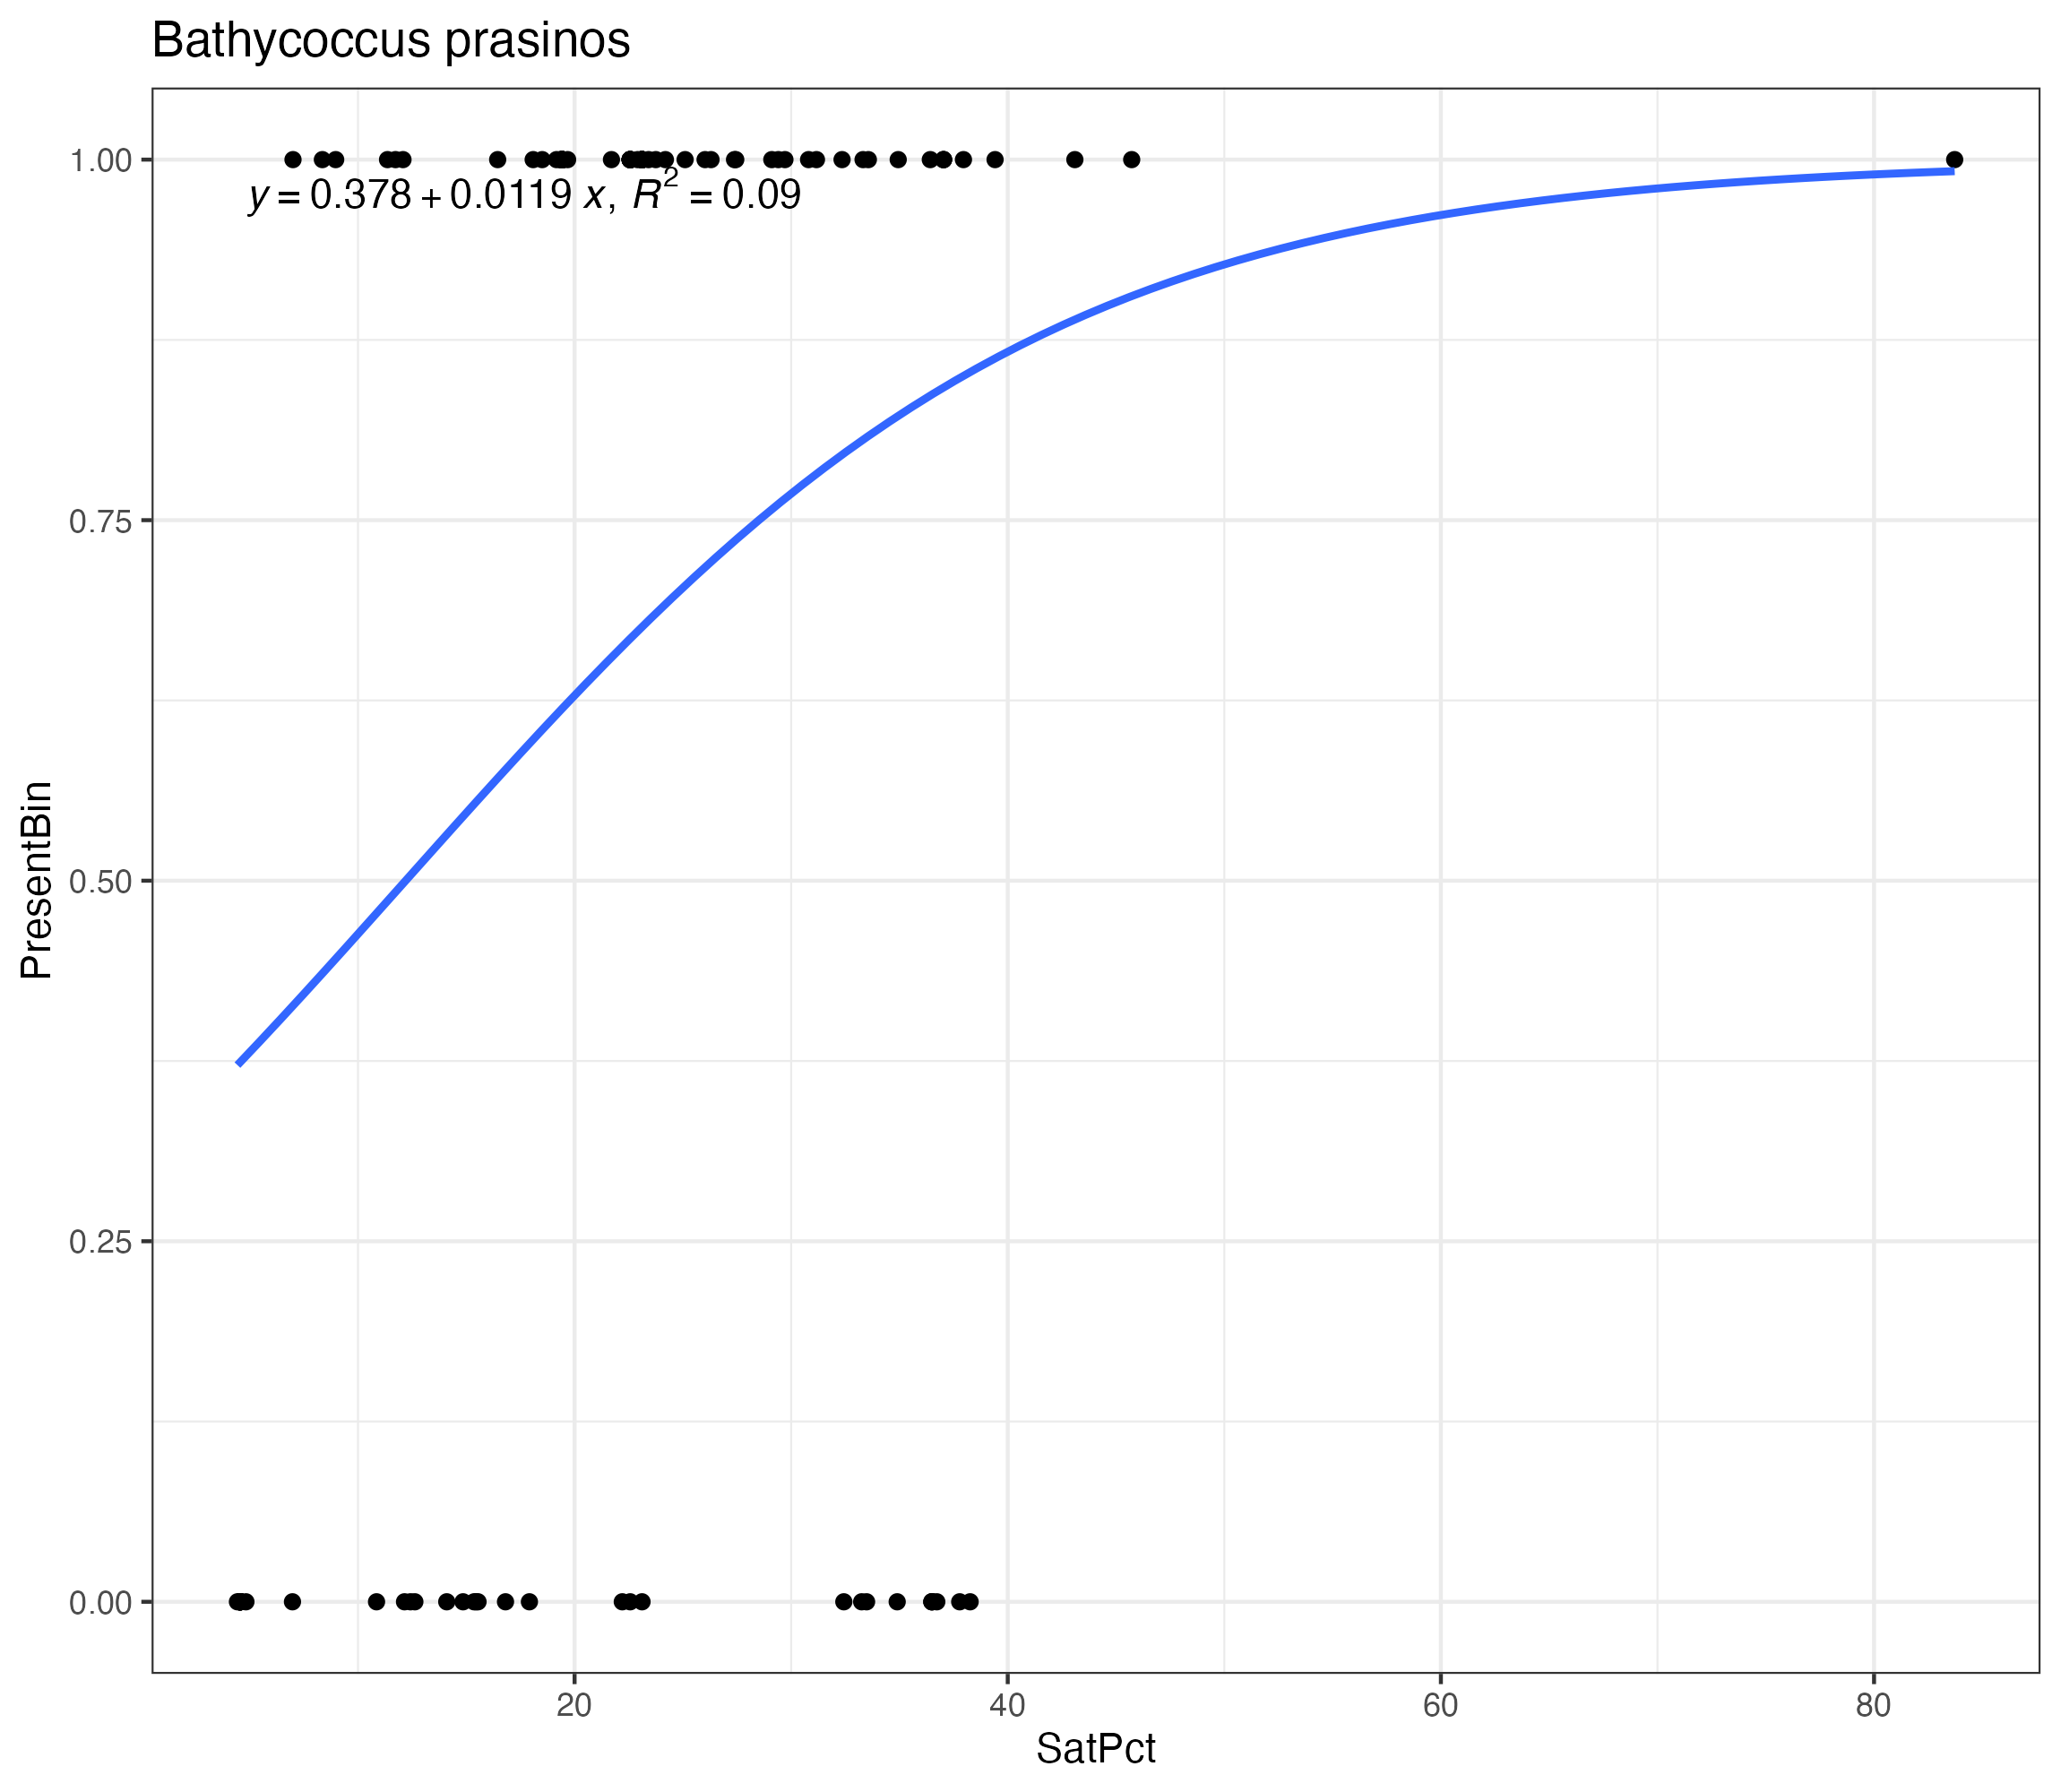 Bathycoccus prasinos
1.00
y = 0.378 + 0.0119 x, R² = 0.09
0.75
0.50
0.25
0.00
PresentBin
20 40 60 80
SatPct